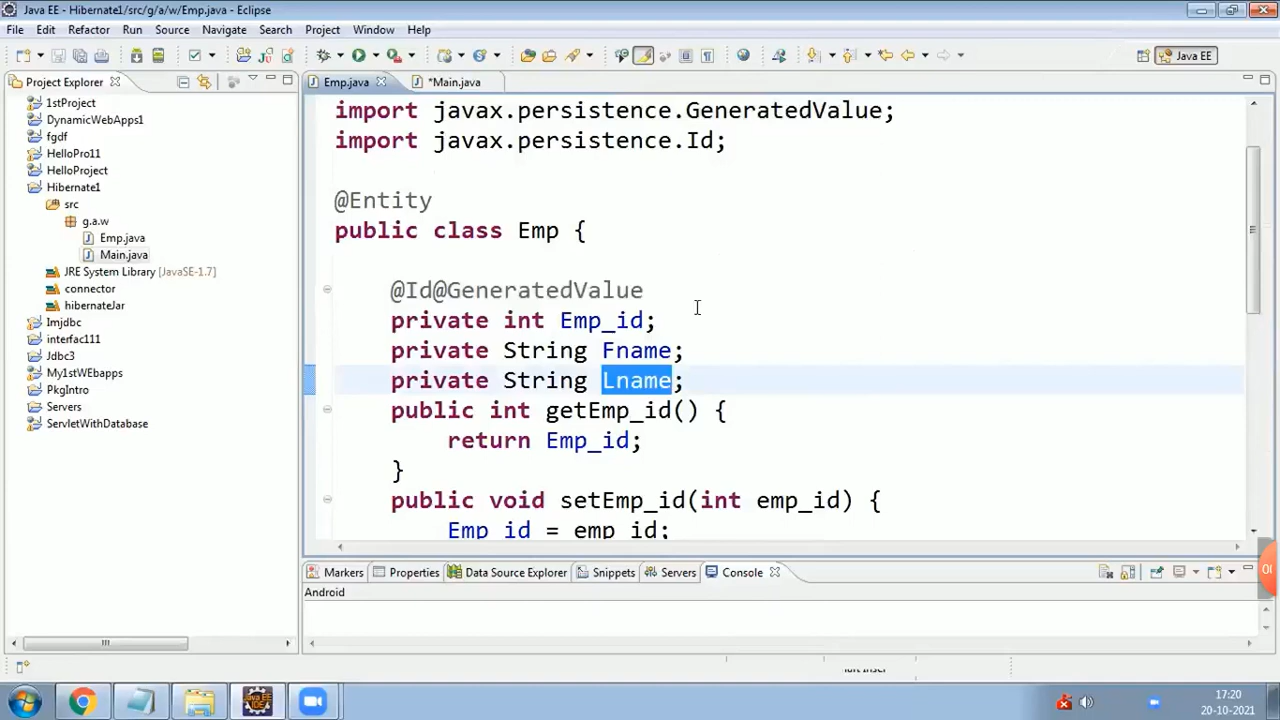 Java EE - Hibernate1/src/g/a/w/Emp.java - Eclipse
File Edit Refactor Run Source Navigate Search Project Window Help
Java EE
Project Explorer
Emp.java
*Main.java
1stProject
DynamicWebApps1
fgdf
HelloPro11
HelloProject
Hibernate1
src
g.a.w
Emp.java
Main.java
JRE System Library [JavaSE-1.7]
connector
hibernateJar
Imjdbc
interfac111
Jdbc3
My1stWEbapps
PkgIntro
Servers
ServletWithDatabase
import javax.persistence.GeneratedValue;
import javax.persistence.Id;
@Entity
public class Emp {
@Id@GeneratedValue
private int Emp_id;
private String Fname;
private String Lname;
public int getEmp_id() {
return Emp_id;
}
public void setEmp_id(int emp_id) {
Emp_id = emp_id;
Markers Properties Data Source Explorer Snippets Servers Console
Android
17:20
20-10-2021